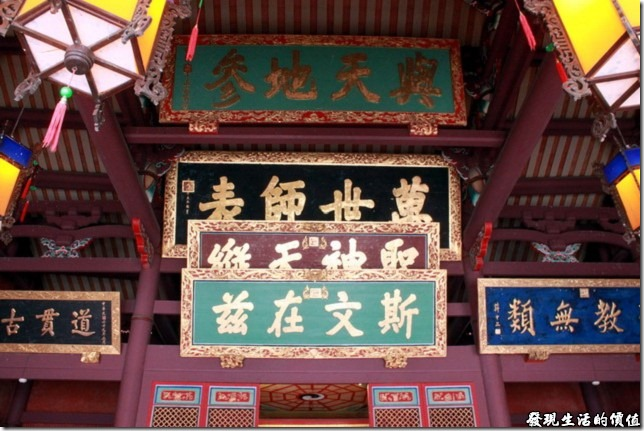 與天地參
萬世師表
聖神天縱
斯文在茲
道貫古
教無類
發現生活的價值